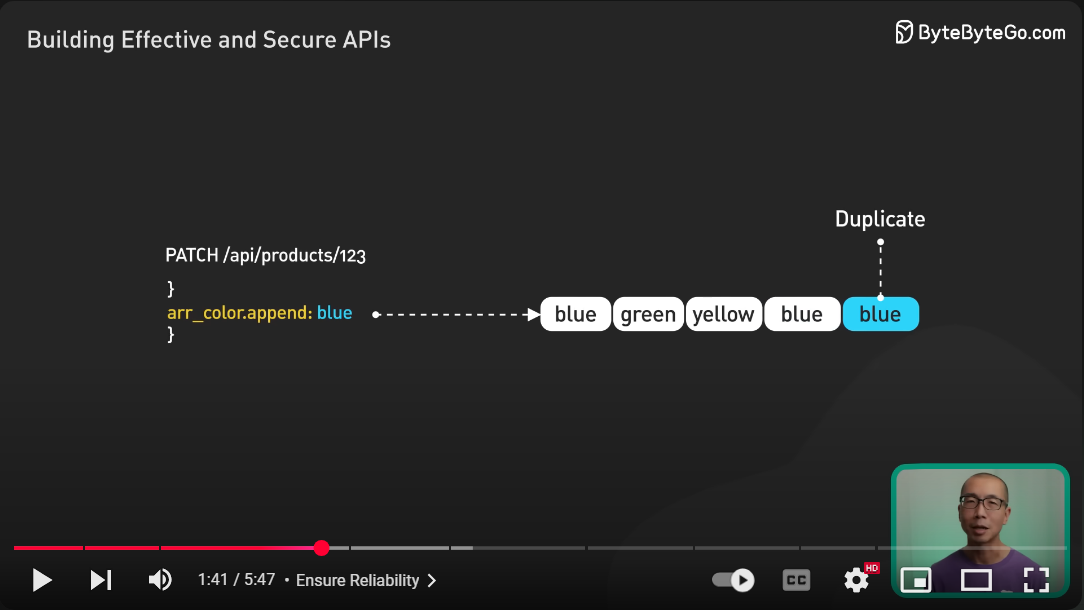 Building Effective and Secure APIs
ByteByteGo.com
Duplicate
PATCH /api/products/123
}
arr_color.append: blue
}
blue green yellow blue blue
1:41 / 5:47 • Ensure Reliability
CC
HD